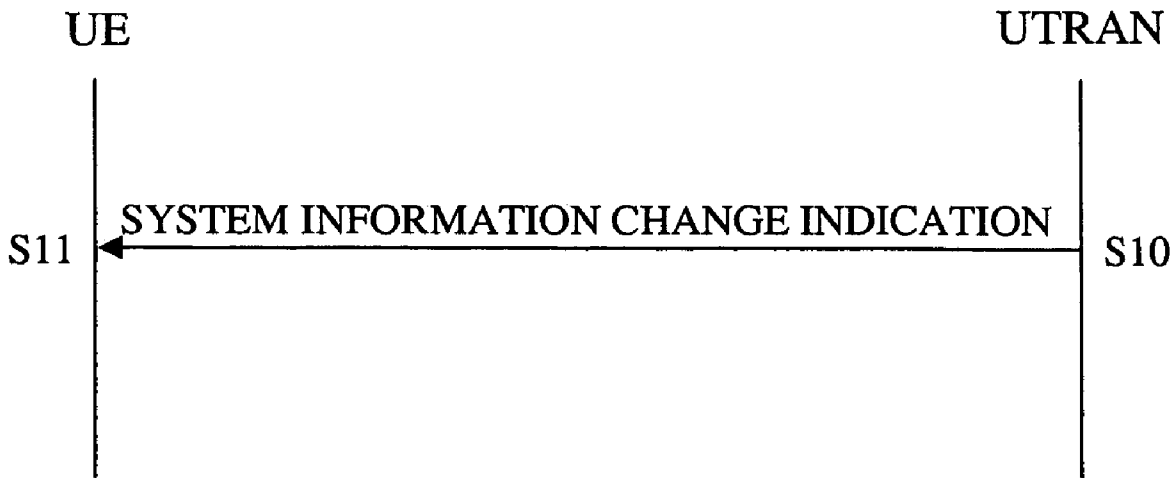 UE
UTRAN
SYSTEM INFORMATION CHANGE INDICATION
S11
S10